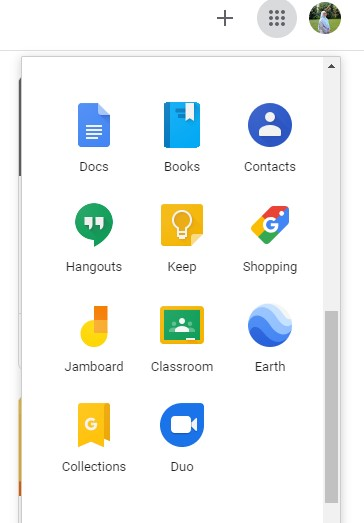 Docs Books Contacts
Hangouts Keep Shopping
G
Jamboard Classroom Earth
G
Collections Duo